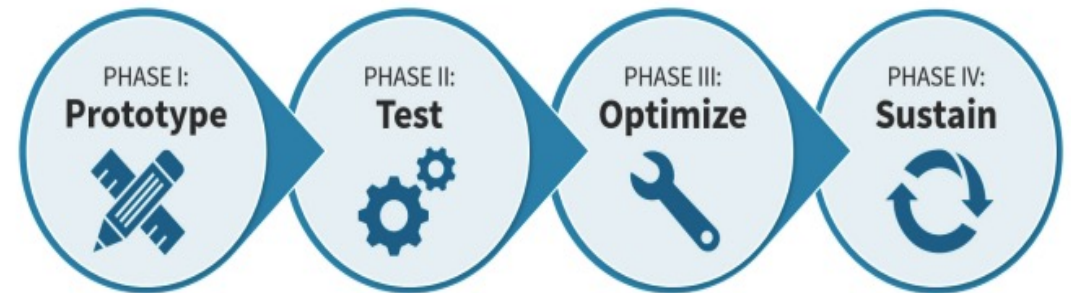 PHASE I:
Prototype
PHASE II:
Test
PHASE III:
Optimize
PHASE IV:
Sustain